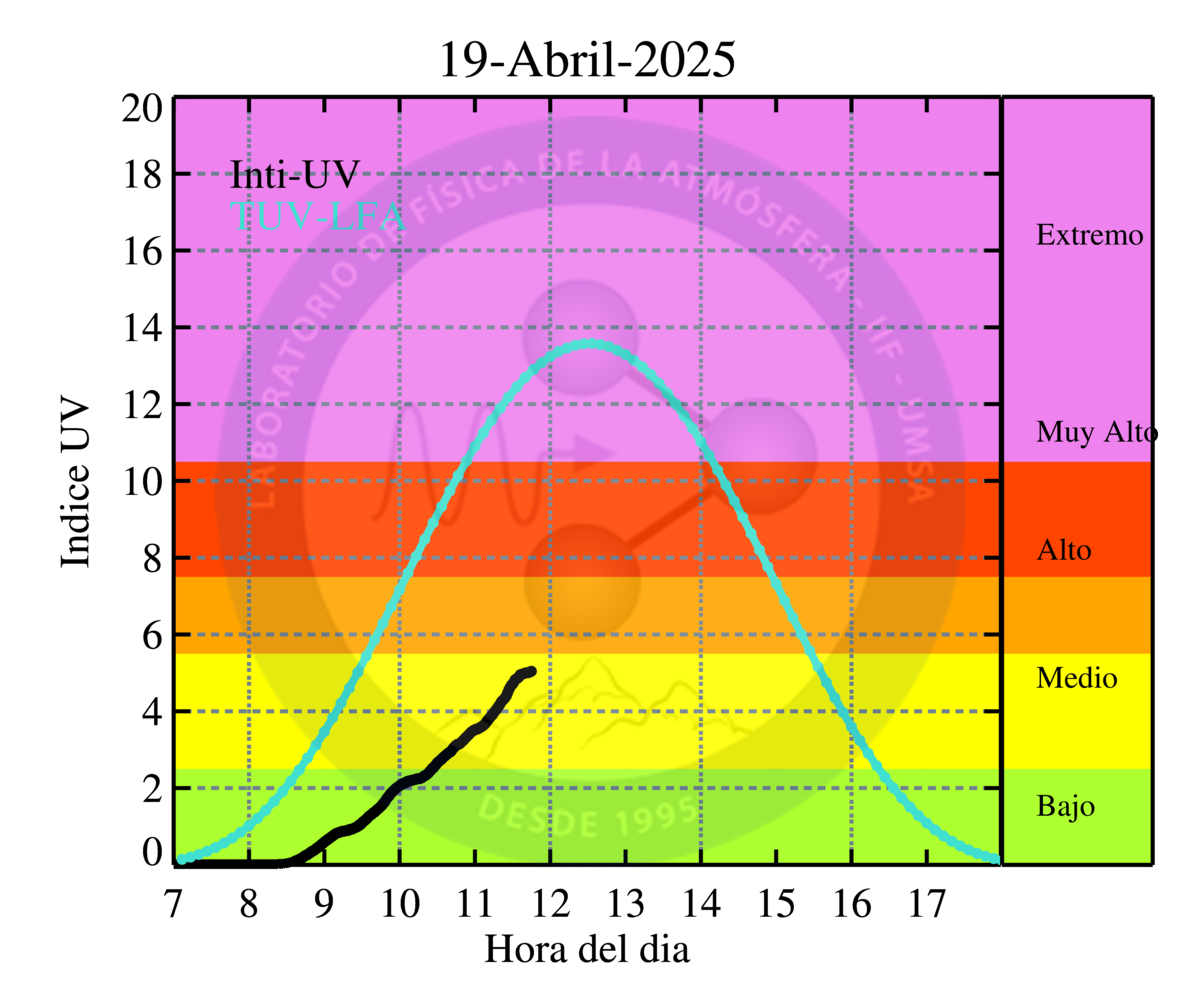 19-Abril-2025
Inti-UV
TUV-LFA
LABORATORIO DE FÍSICA DE LA ATMÓSFERA - IIF - UMSA
DESDE 1995
Indice UV
20
18
16
14
12
10
8
6
4
2
0
Extremo
Muy Alto
Alto
Medio
Bajo
7 8 9 10 11 12 13 14 15 16 17
Hora del dia